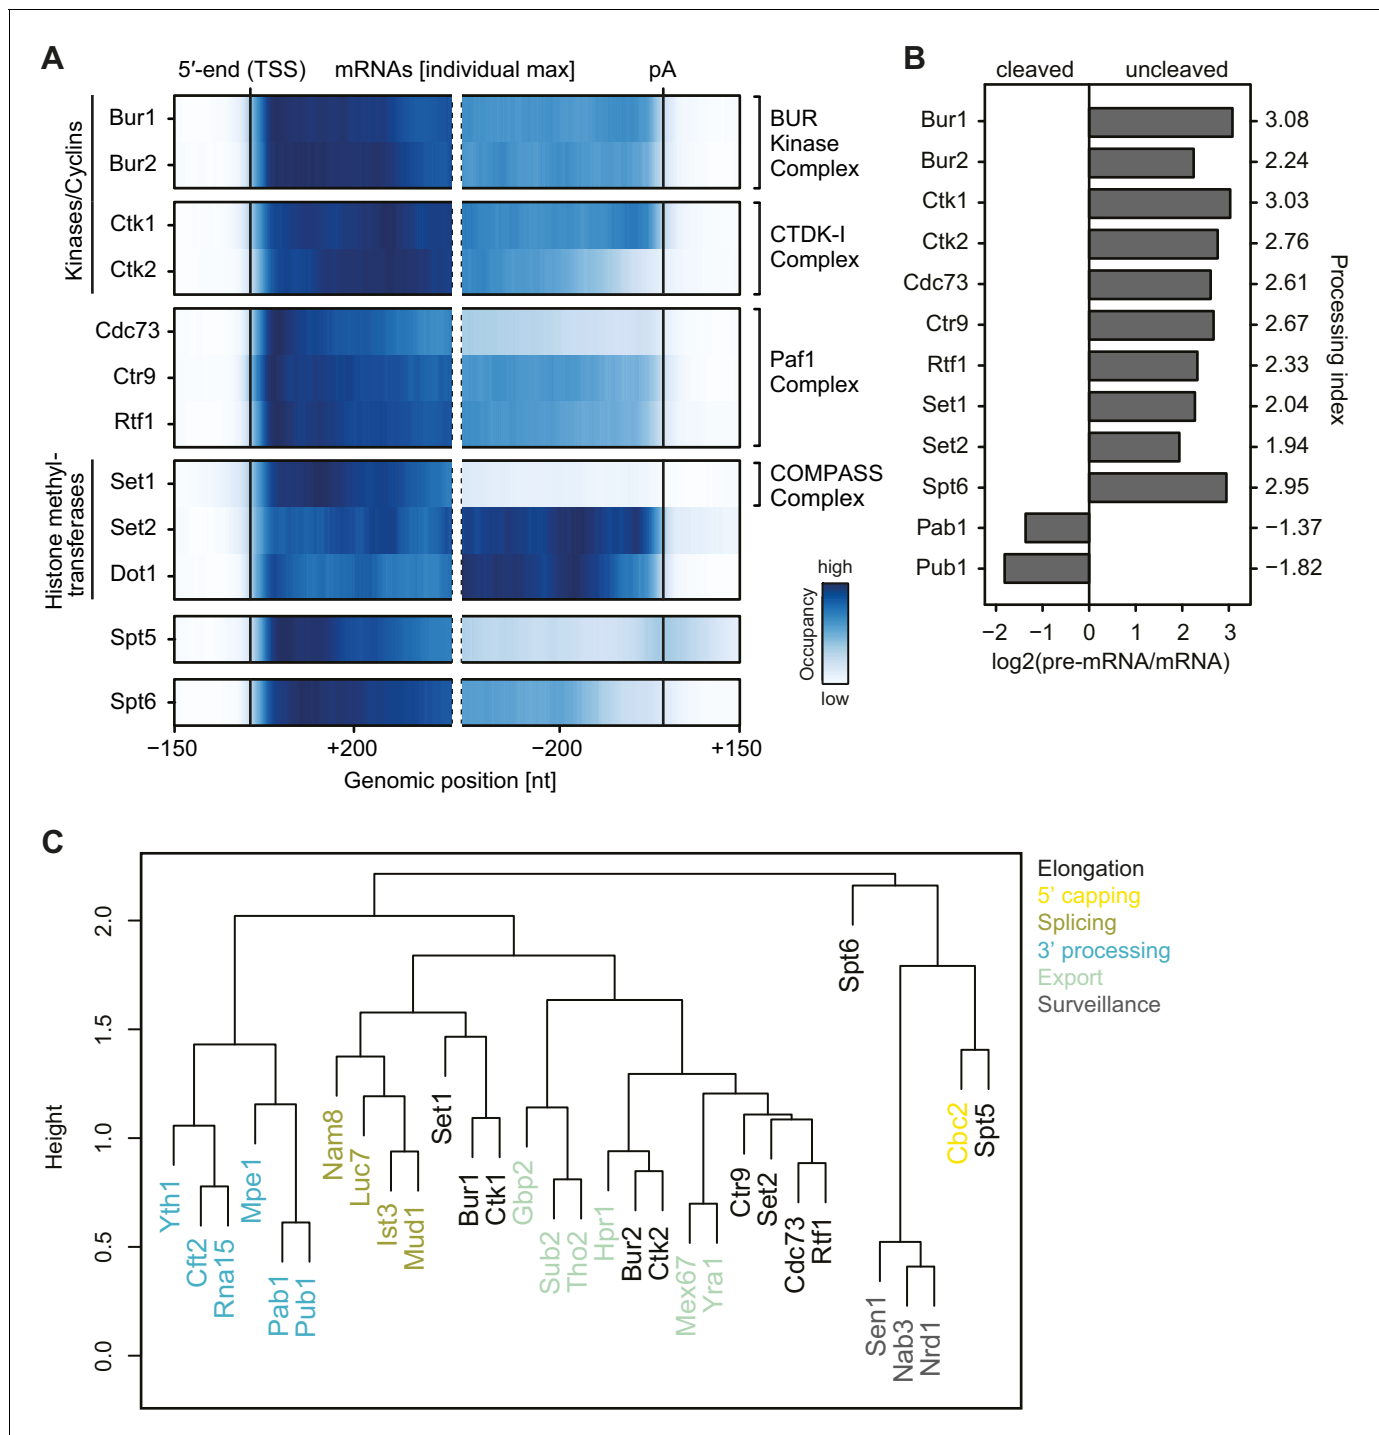 A
5′-end (TSS)
mRNAs [individual max]
pA
Kinases/Cyclins
Bur1
Bur2
Ctk1
Ctk2
Cdc73
Ctr9
Rtf1
Histone methyl-
transferases
Set1
Set2
Dot1
Spt5
Spt6
BUR
Kinase
Complex
CTDK-I
Complex
Paf1
Complex
COMPASS
Complex
high
Occupancy
low
−150
+200
−200
+150
Genomic position [nt]
B
cleaved
uncleaved
Bur1
3.08
Bur2
2.24
Ctk1
3.03
Ctk2
2.76
Cdc73
2.61
Ctr9
2.67
Rtf1
2.33
Set1
2.04
Set2
1.94
Spt6
2.95
Pab1
−1.37
Pub1
−1.82
Processing index
−2
−1
0
1
2
3
log2(pre-mRNA/mRNA)
C
Height
2.0
1.5
1.0
0.5
0.0
Yth1
Cft2
Rna15
Mpe1
Pab1
Pub1
Nam8
Luc7
Ist3
Mud1
Set1
Bur1
Ctk1
Gbp2
Sub2
Tho2
Hpr1
Bur2
Ctk2
Mex67
Yra1
Ctr9
Set2
Cdc73
Rtf1
Spt6
Sen1
Nab3
Nrd1
Cbc2
Spt5
Elongation
5’ capping
Splicing
3’ processing
Export
Surveillance